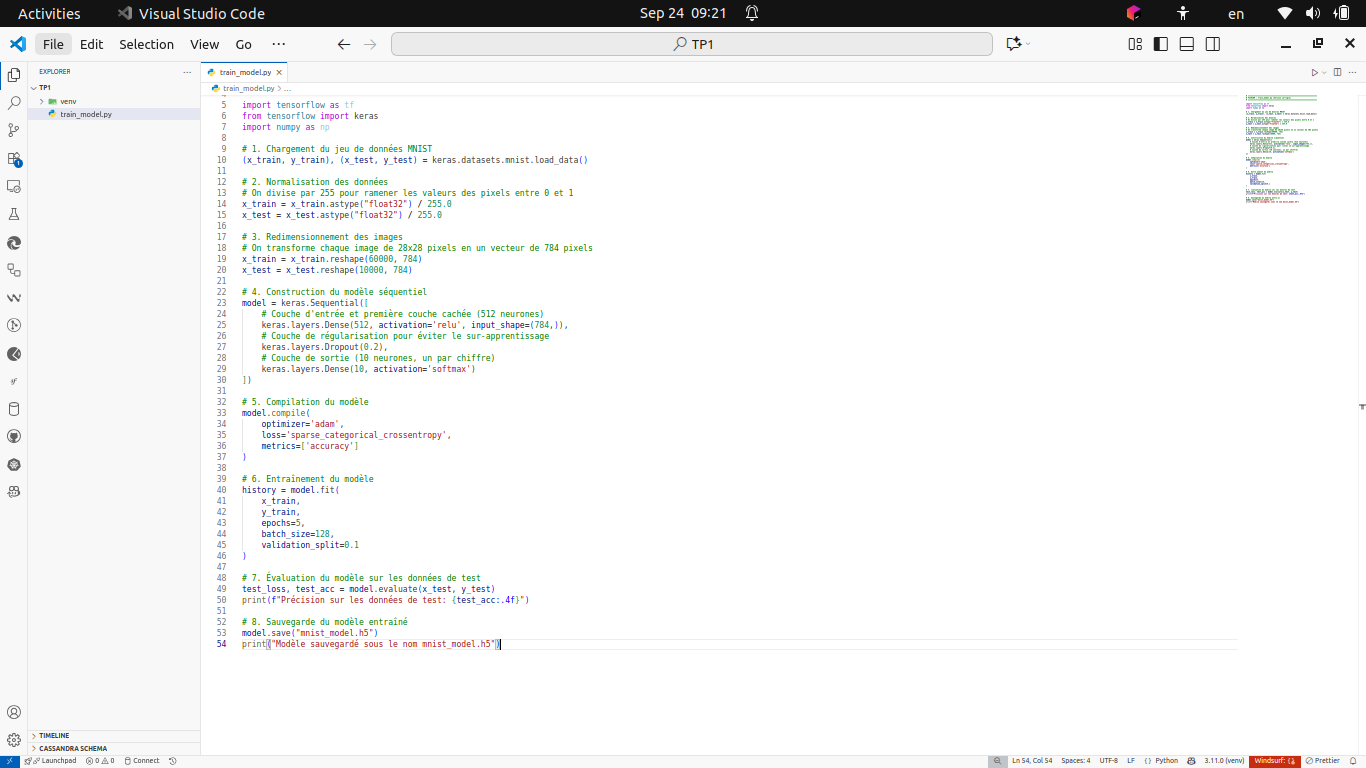 Activities
Visual Studio Code
Sep 24 09:21
en
File Edit Selection View Go ···
TP1
EXPLORER
TP1
venv
train_model.py
train_model.py
train_model.py > ...
5 import tensorflow as tf
6 from tensorflow import keras
7 import numpy as np
8
9 # 1. Chargement du jeu de données MNIST
10 (x_train, y_train), (x_test, y_test) = keras.datasets.mnist.load_data()
11
12 # 2. Normalisation des données
13 # On divise par 255 pour ramener les valeurs des pixels entre 0 et 1
14 x_train = x_train.astype("float32") / 255.0
15 x_test = x_test.astype("float32") / 255.0
16
17 # 3. Redimensionnement des images
18 # On transforme chaque image de 28x28 pixels en un vecteur de 784 pixels
19 x_train = x_train.reshape(60000, 784)
20 x_test = x_test.reshape(10000, 784)
21
22 # 4. Construction du modèle séquentiel
23 model = keras.Sequential([
24 # Couche d'entrée et première couche cachée (512 neurones)
25 keras.layers.Dense(512, activation='relu', input_shape=(784,)),
26 # Couche de régularisation pour éviter le sur-apprentissage
27 keras.layers.Dropout(0.2),
28 # Couche de sortie (10 neurones, un par chiffre)
29 keras.layers.Dense(10, activation='softmax')
30 ])
31
32 # 5. Compilation du modèle
33 model.compile(
34 optimizer='adam',
35 loss='sparse_categorical_crossentropy',
36 metrics=['accuracy']
37 )
38
39 # 6. Entraînement du modèle
40 history = model.fit(
41 x_train,
42 y_train,
43 epochs=5,
44 batch_size=128,
45 validation_split=0.1
46 )
47
48 # 7. Évaluation du modèle sur les données de test
49 test_loss, test_acc = model.evaluate(x_test, y_test)
50 print(f"Précision sur les données de test: {test_acc:.4f}")
51
52 # 8. Sauvegarde du modèle entraîné
53 model.save("mnist_model.h5")
54 print("Modèle sauvegardé sous le nom mnist_model.h5")
TIMELINE
CASSANDRA SCHEMA
Launchpad 0 0 Connect
Ln 54, Col 54 Spaces: 4 UTF-8 LF {} Python 3.11.0 (venv) Windsurf: {} Prettier